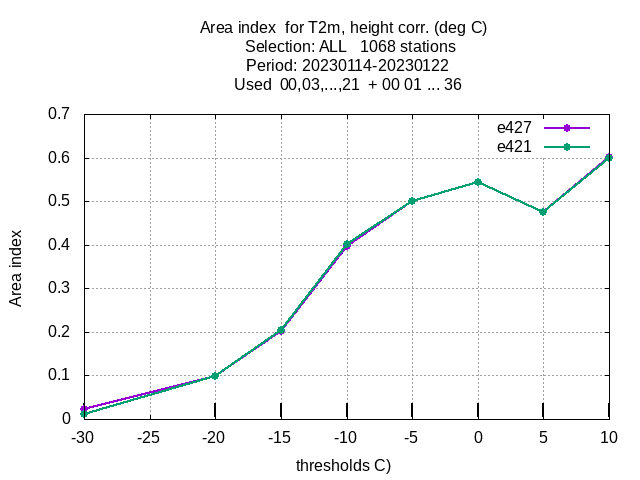 Area index  for T2m, height corr. (deg C)
Selection: ALL   1068 stations
Period: 20230114-20230122
Used  00,03,...,21  + 00 01 ... 36
e427
e421
Area index
0.7
0.6
0.5
0.4
0.3
0.2
0.1
0
-30 -25 -20 -15 -10 -5 0 5 10
thresholds C)